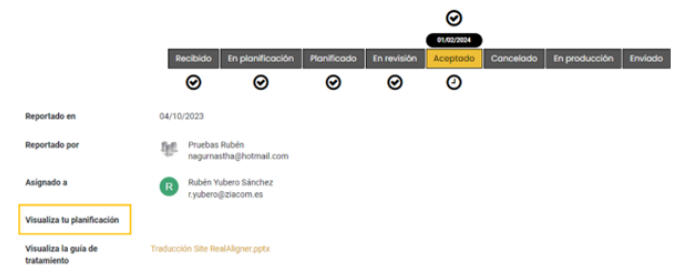 01/02/2024
Recibido En planificación Planificado En revisión Aceptado Cancelado En producción Enviado
Reportado en 04/10/2023
Reportado por Pruebas Rubén
nagurnastha@hotmail.com
Asignado a R Rubén Yubero Sánchez
r.yubero@ziacom.es
Visualiza tu planificación
Visualiza la guía de Traducción Site RealAligner.pptx
tratamiento